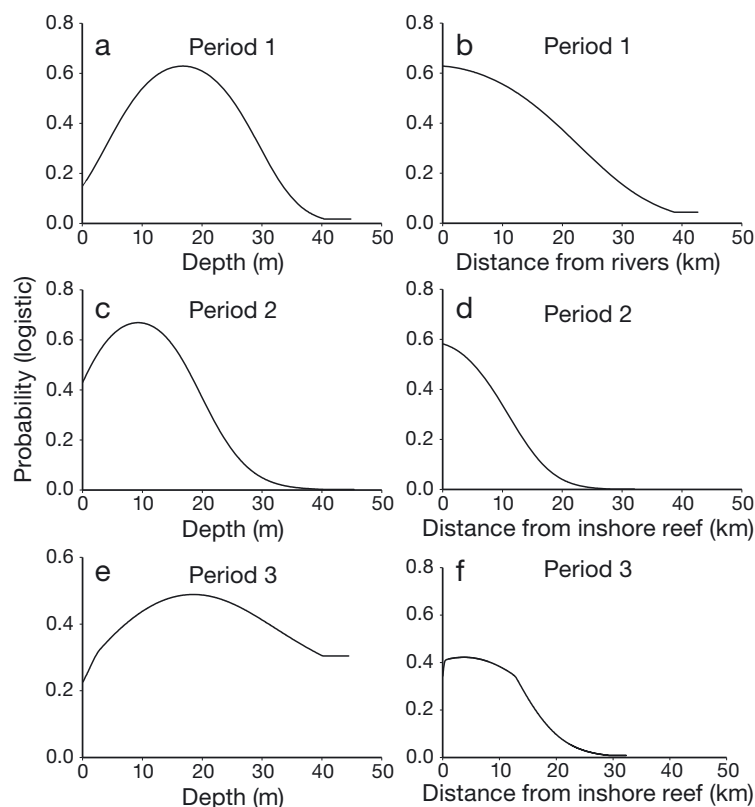 a Period 1
0.8
0.6
0.4
0.2
0.0
0 10 20 30 40 50
Depth (m)
b Period 1
0.8
0.6
0.4
0.2
0.0
0 10 20 30 40 50
Distance from rivers (km)
Probability (logistic)
c Period 2
0.8
0.6
0.4
0.2
0.0
0 10 20 30 40 50
Depth (m)
d Period 2
0.8
0.6
0.4
0.2
0.0
0 10 20 30 40 50
Distance from inshore reef (km)
e Period 3
0.6
0.4
0.2
0.0
0 10 20 30 40 50
Depth (m)
f Period 3
0.8
0.6
0.4
0.2
0.0
0 10 20 30 40 50
Distance from inshore reef (km)